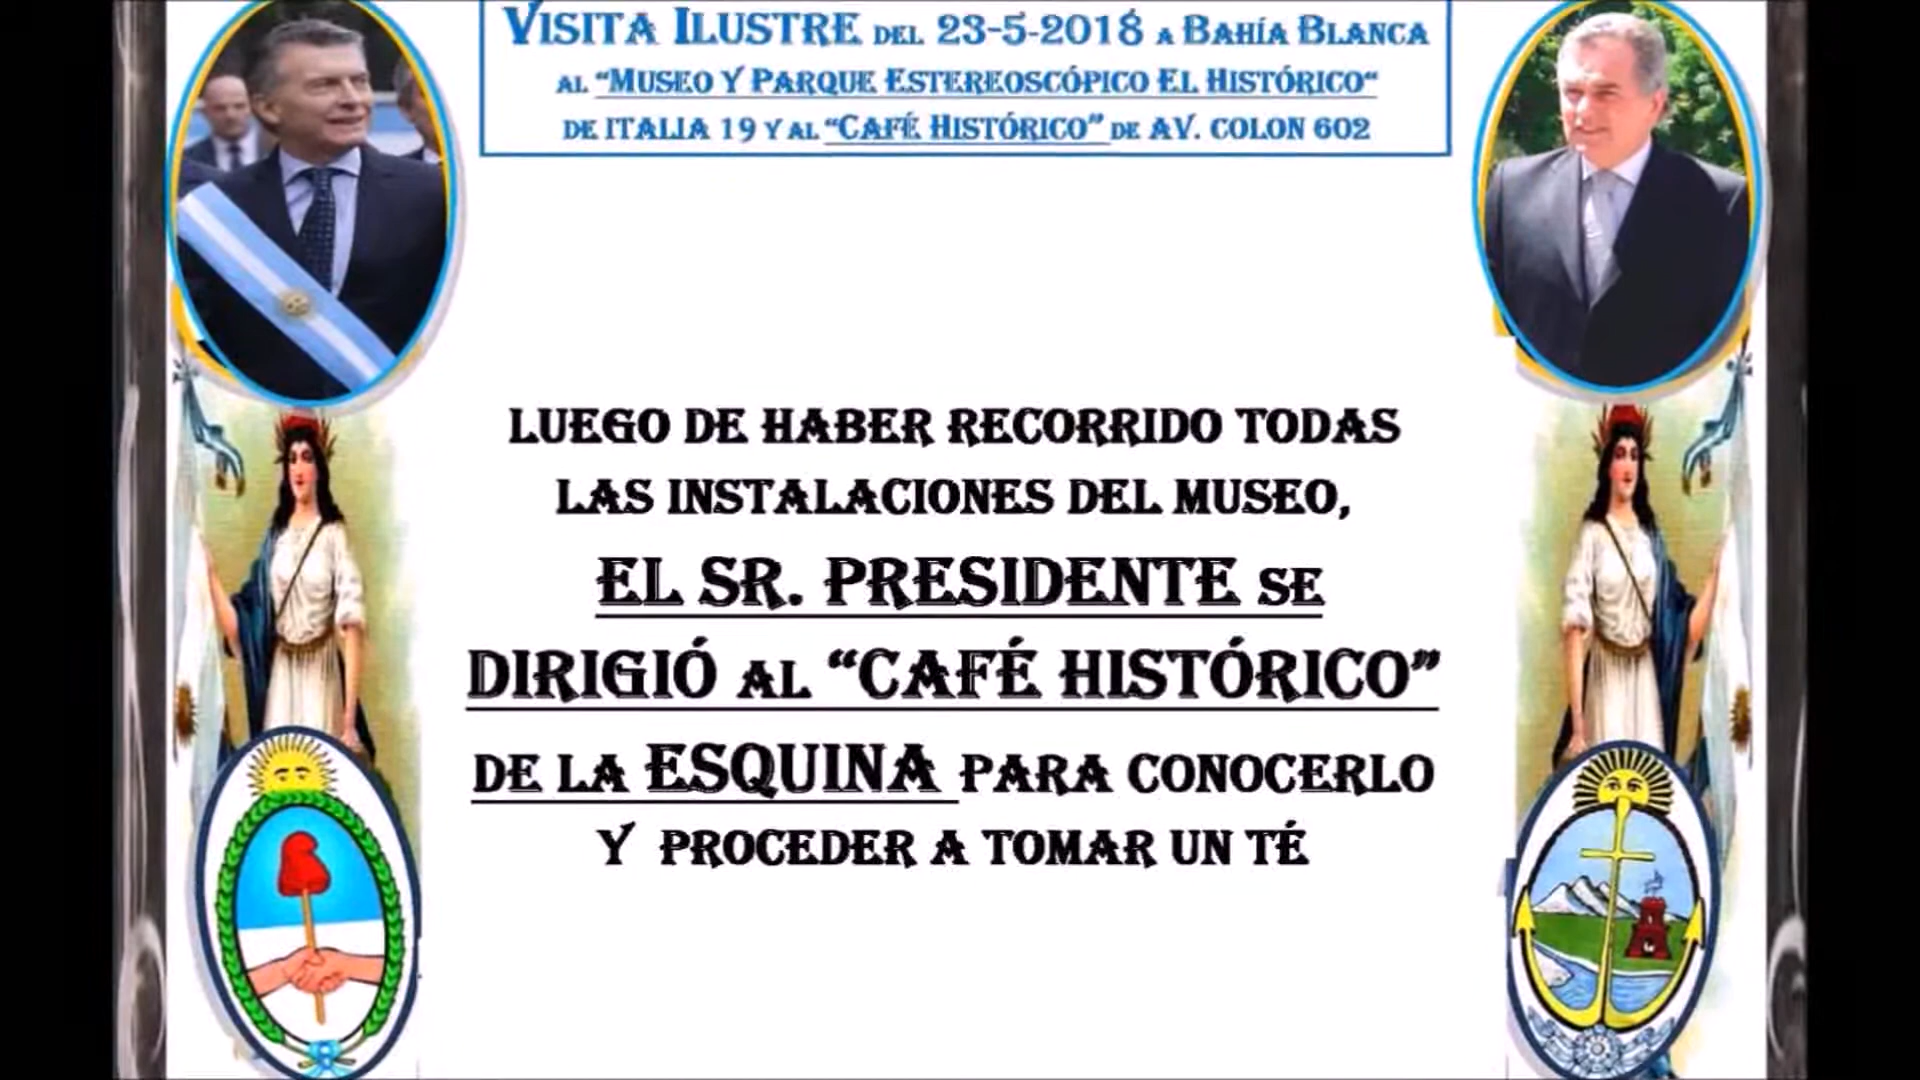 VISITA ILUSTRE DEL 23-5-2018 A BAHÍA BLANCA
AL “MUSEO Y PARQUE ESTEREOSCÓPICO EL HISTÓRICO“
DE ITALIA 19 Y AL “CAFÉ HISTÓRICO” DE AV. COLON 602
LUEGO DE HABER RECORRIDO TODAS
LAS INSTALACIONES DEL MUSEO,
EL SR. PRESIDENTE SE
DIRIGIÓ AL “CAFÉ HISTÓRICO”
DE LA ESQUINA PARA CONOCERLO
Y PROCEDER A TOMAR UN TÉ